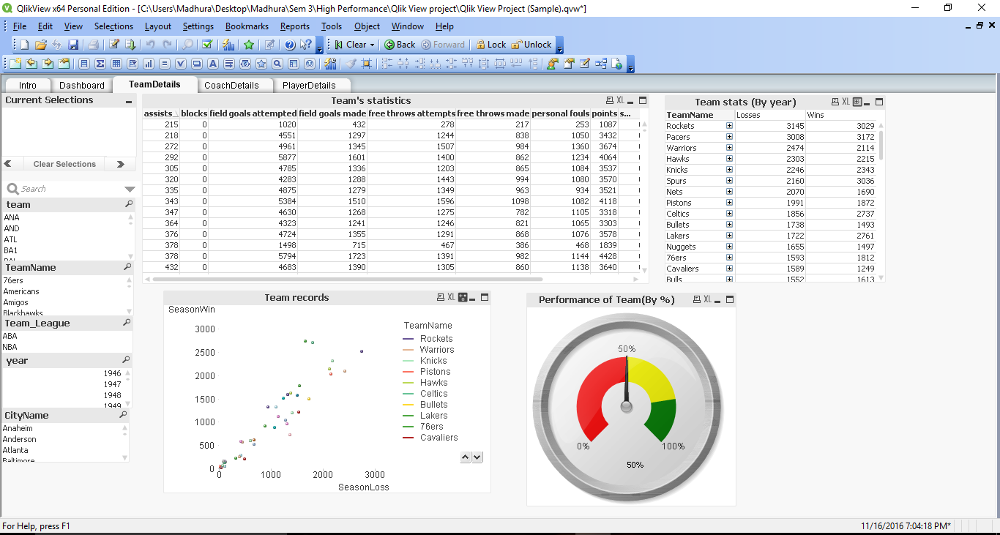 QlikView x64 Personal Edition - [C:\Users\Madhura\Desktop\Madhura\Sem 3\High Performance\Qlik View project\Qlik View Project (Sample).qvw*]
File Edit View Selections Layout Settings Bookmarks Reports Tools Object Window Help
Clear Back Forward Lock Unlock
Intro Dashboard TeamDetails CoachDetails PlayerDetails
Current Selections
Clear Selections
Search
team
ANA
AND
ATL
BA1
BAL
TeamName
76ers
Americans
Amigos
Blackhawks
Team_League
ABA
NBA
year
1946
1947
1948
1949
CityName
Anaheim
Anderson
Atlanta
Baltimore
Team's statistics XL
assists blocks field goals attempted field goals made free throws attempts free throws made personal fouls points s...
215 0 1020 432 278 217 253 1087
218 0 4551 1297 1244 838 1050 3432
272 0 4961 1345 1507 984 1360 3674
292 0 5877 1601 1400 862 1234 4064
305 0 4785 1336 1203 865 1084 3537
320 0 4283 1288 1443 994 1080 3570
335 0 4875 1279 1349 963 934 3521
343 0 5384 1510 1596 1098 1082 4118
347 0 4630 1268 1275 782 1105 3318
364 0 4323 1241 1246 821 1065 3303
376 0 4724 1355 1291 868 1076 3578
378 0 1498 715 467 386 468 1839
378 0 5794 1723 1391 982 1144 4428
432 0 4683 1390 1305 860 1138 3640
Team stats (By year) XL
TeamName Losses Wins
Rockets 3145 3029
Pacers 3008 3172
Warriors 2474 2114
Hawks 2303 2215
Knicks 2246 2343
Spurs 2160 3036
Nets 2070 1690
Pistons 1991 1872
Celtics 1856 2737
Bullets 1738 1493
Lakers 1722 2761
Nuggets 1655 1497
76ers 1593 1812
Cavaliers 1589 1249
Bulls 1552 1613
Team records XL
SeasonWin
3000
2500
2000
1500
1000
500
0
0 1000 2000 3000
SeasonLoss
TeamName
Rockets
Warriors
Knicks
Pistons
Hawks
Celtics
Bullets
Lakers
76ers
Cavaliers
Performance of Team(By %) XL
50%
0% 100%
50%
For Help, press F1 11/16/2016 7:04:18 PM*